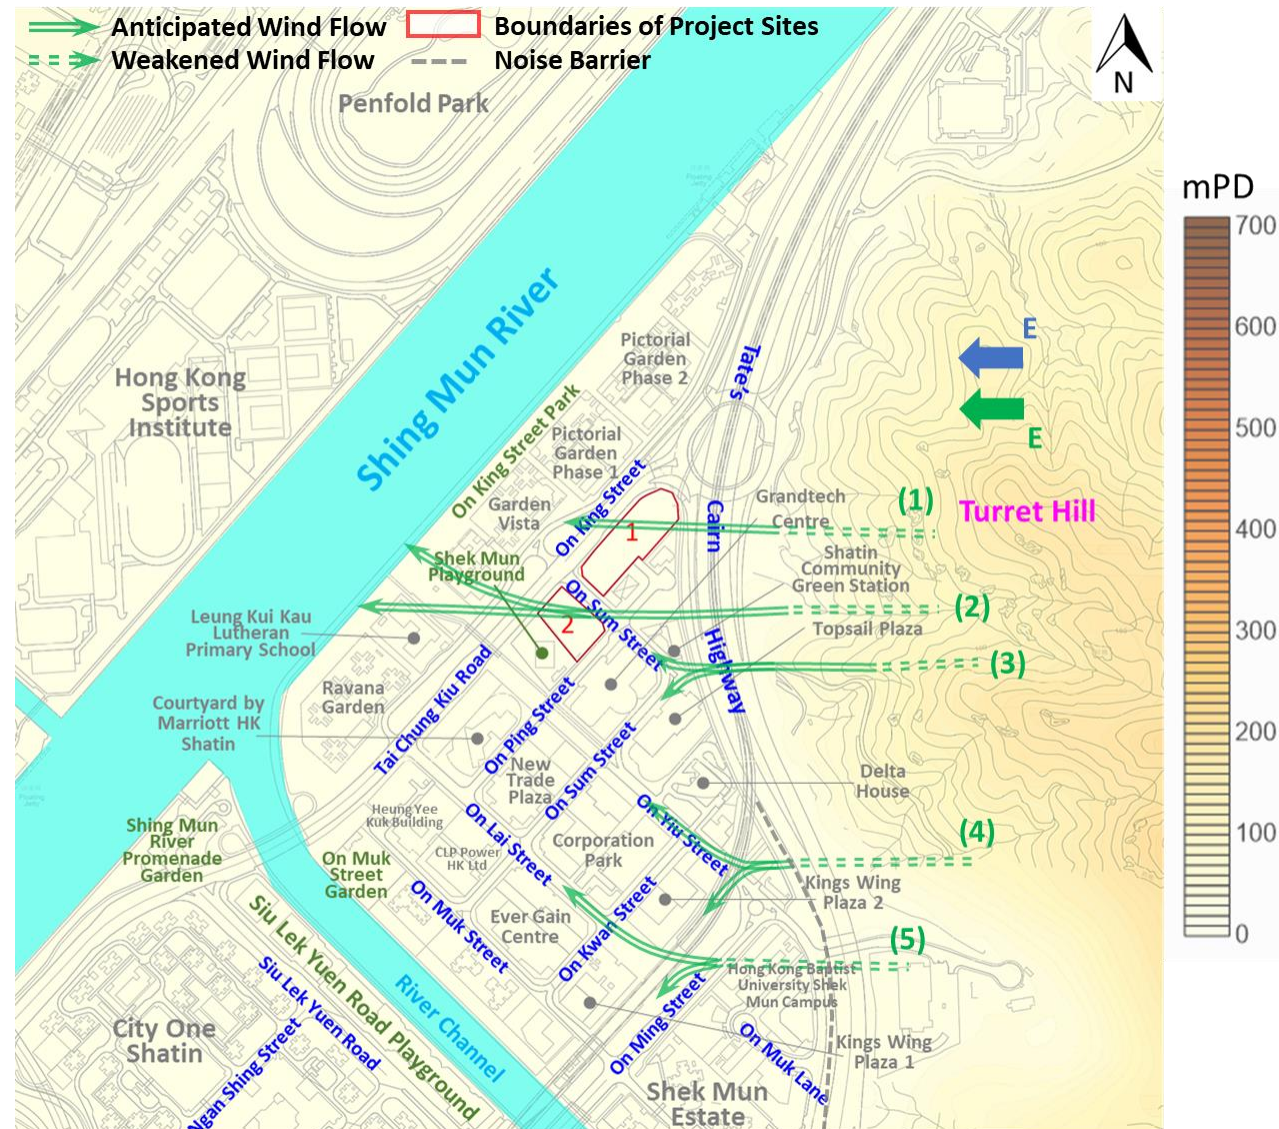 Anticipated Wind Flow
Boundaries of Project Sites
Weakened Wind Flow
Noise Barrier
N
Penfold Park
mPD
700
600
500
400
300
200
100
0
Shing Mun River
Hong Kong
Sports
Institute
Pictorial
Garden
Phase 2
Tate's
Cairn
Highway
E
E
On King Street Park
Pictorial
Garden
Phase 1
On King Street
Garden
Vista
Grandtech
Centre
(1)
Turret Hill
1
Shatin
Community
Green Station
Shek Mun
Playground
On Sum Street
2
(2)
Topsail Plaza
Leung Kui Kau
Lutheran
Primary School
(3)
Ravana
Garden
Tai Chung Kiu Road
On Ping Street
Courtyard by
Marriott HK
Shatin
New
Trade
Plaza
On Sum Street
Delta
House
Heung Yee
Kuk Building
On Lai Street
On Yiu Street
(4)
Shing Mun
River
Promenade
Garden
Corporation
Park
CLP Power
HK Ltd
On Muk
Street
Garden
Kings Wing
Plaza 2
On Muk Street
Ever Gain
Centre
On Kwan Street
(5)
Siu Lek Yuen Road Playground
Siu Lek Yuen Road
River Channel
Hong Kong Baptist
University Shek
Mun Campus
On Ming Street
City One
Shatin
Ngan Shing Street
On Muk Lane
Kings Wing
Plaza 1
Shek Mun
Estate